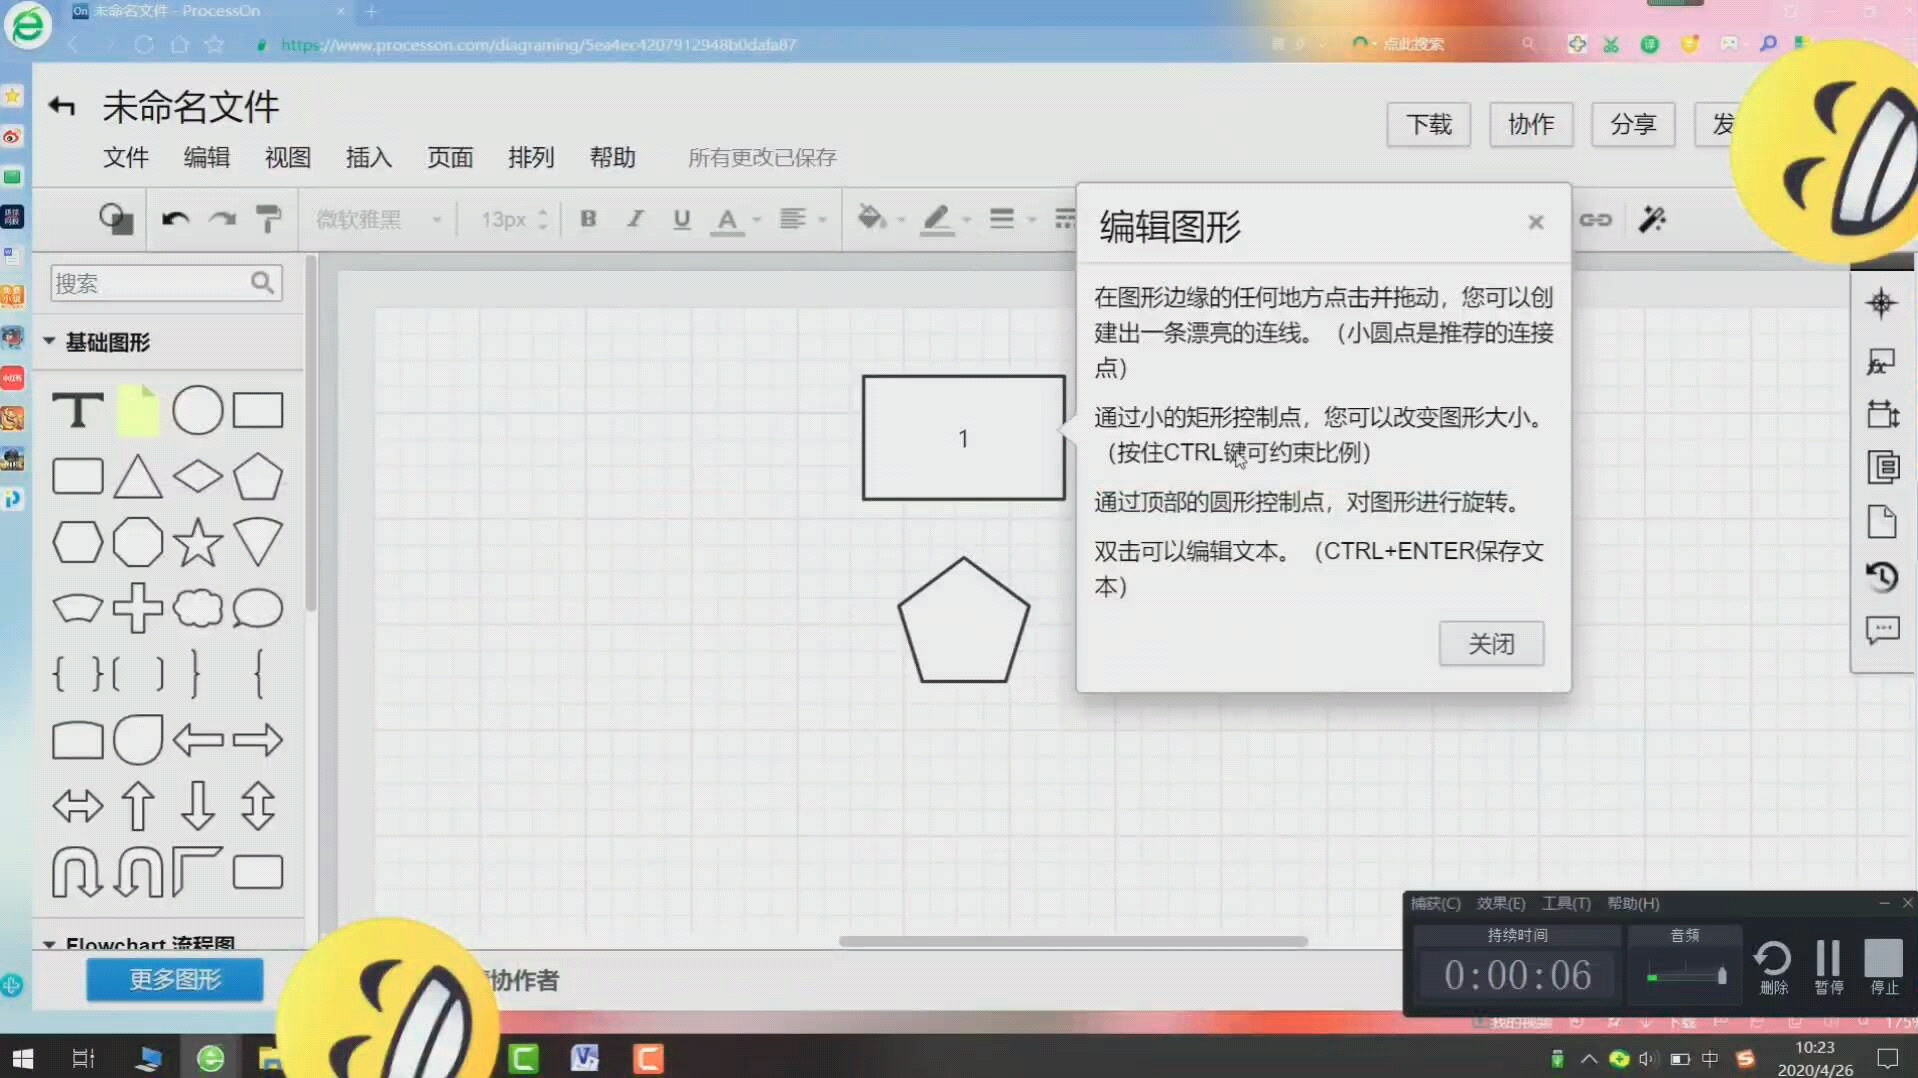 未命名文件 - ProcessOn
https://www.processon.com/diagraming/5ea4ec4207912948b0dafa87
点此搜索
未命名文件
下载
协作
分享
发
文件
编辑
视图
插入
页面
排列
帮助
所有更改已保存
微软雅黑
13px
B
I
U
A
搜索
基础图形
T
1
编辑图形
在图形边缘的任何地方点击并拖动，您可以创
建出一条漂亮的连线。（小圆点是推荐的连接
点）
通过小的矩形控制点，您可以改变图形大小。
（按住CTRL键可约束比例）
通过顶部的圆形控制点，对图形进行旋转。
双击可以编辑文本。（CTRL+ENTER保存文
本）
关闭
Flowchart 流程图
更多图形
协作者
捕获(C)
效果(E)
工具(T)
帮助(H)
持续时间
音频
0:00:06
删除
暂停
停止
我的视频
下载
175%
中
10:23
2020/4/26